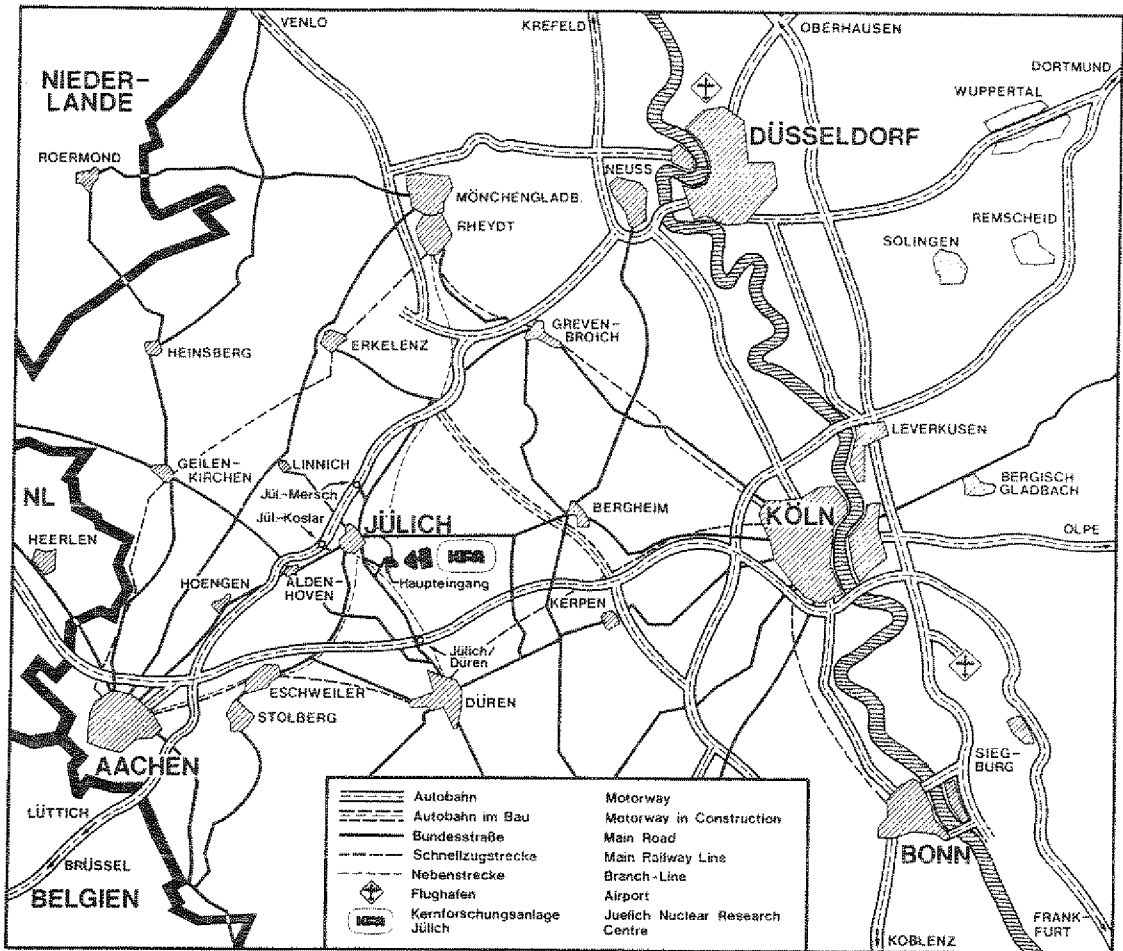 VENLO
KREFELD
OBERHAUSEN
DORTMUND
NIEDER-
LANDE
WUPPERTAL
DÜSSELDORF
ROERMOND
NEUSS
MÖNCHENGLADB.
RHEYDT
REMSCHEID
SOLINGEN
GREVEN-
BROICH
ERKELENZ
HEINSBERG
LEVERKUSEN
GEILEN-
KIRCHEN
LINNICH
BERGISCH
GLADBACH
NL
Jül.-Mersch
BERGHEIM
KÖLN
Jül.-Koslar
JÜLICH
OLPE
HEERLEN
KFA
Haupteingang
HOENGEN
ALDEN-
HOVEN
KERPEN
Jülich/
Düren
ESCHWEILER
DÜREN
STOLBERG
AACHEN
SIEG-
BURG
LÜTTICH
BRÜSSEL
BELGIEN
BONN
KOBLENZ
FRANK-
FURT
Autobahn Motorway
Autobahn im Bau Motorway in Construction
Bundesstraße Main Road
Schnellzugstrecke Main Railway Line
Nebenstrecke Branch-Line
Flughafen Airport
KFA Kernforschungsanlage Juelich Nuclear Research
Jülich Centre